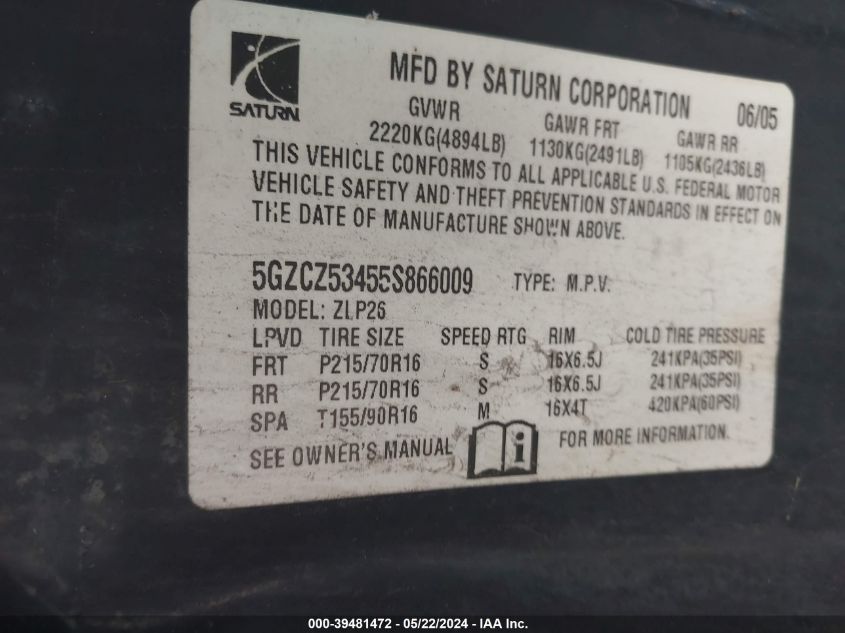 SATURN
MFD BY SATURN CORPORATION 06/05
GVWR GAWR FRT GAWR RR
2220KG(4894LB) 1130KG(2491LB) 1105KG(2436LB)
THIS VEHICLE CONFORMS TO ALL APPLICABLE U.S. FEDERAL MOTOR
VEHICLE SAFETY AND THEFT PREVENTION STANDARDS IN EFFECT ON
THE DATE OF MANUFACTURE SHOWN ABOVE.
5GZCZ53455S866009 TYPE: M.P.V.
MODEL: ZLP26
LPVD TIRE SIZE SPEED RTG RIM COLD TIRE PRESSURE
FRT P215/70R16 S 16X6.5J 241KPA(35PSI)
RR P215/70R16 S 16X6.5J 241KPA(35PSI)
SPA T155/90R16 M 16X4T 420KPA(60PSI)
SEE OWNER'S MANUAL i FOR MORE INFORMATION.
000-39481472 - 05/22/2024 - IAA Inc.